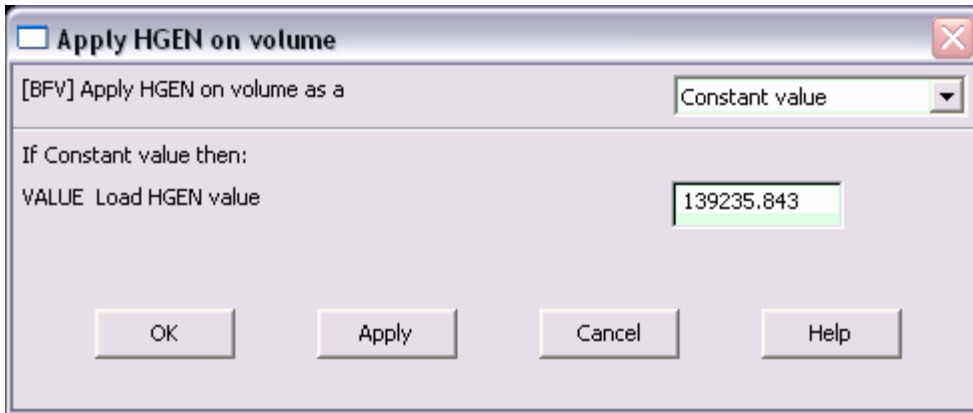 Apply HGEN on volume
[BFV] Apply HGEN on volume as a Constant value
If Constant value then:
VALUE Load HGEN value 139235.843
OK Apply Cancel Help